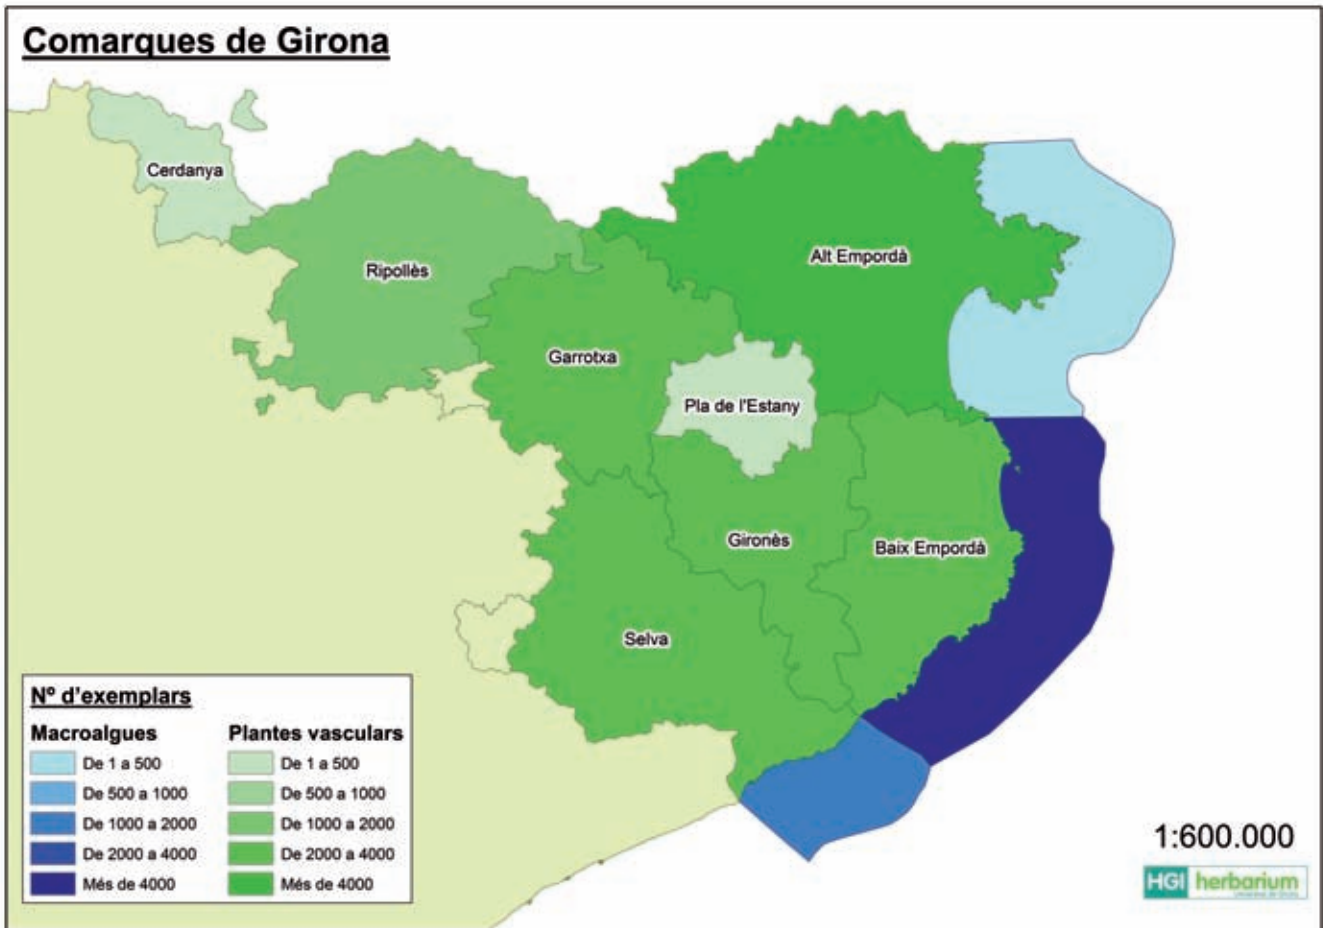 Comarques de Girona
Cerdanya
Ripollès
Alt Empordà
Garrotxa
Pla de l'Estany
Gironès
Baix Empordà
Selva
Nº d'exemplars
Macroalgues
De 1 a 500
De 500 a 1000
De 1000 a 2000
De 2000 a 4000
Més de 4000
Plantes vasculars
De 1 a 500
De 500 a 1000
De 1000 a 2000
De 2000 a 4000
Més de 4000
1:600.000
HGI herbarium